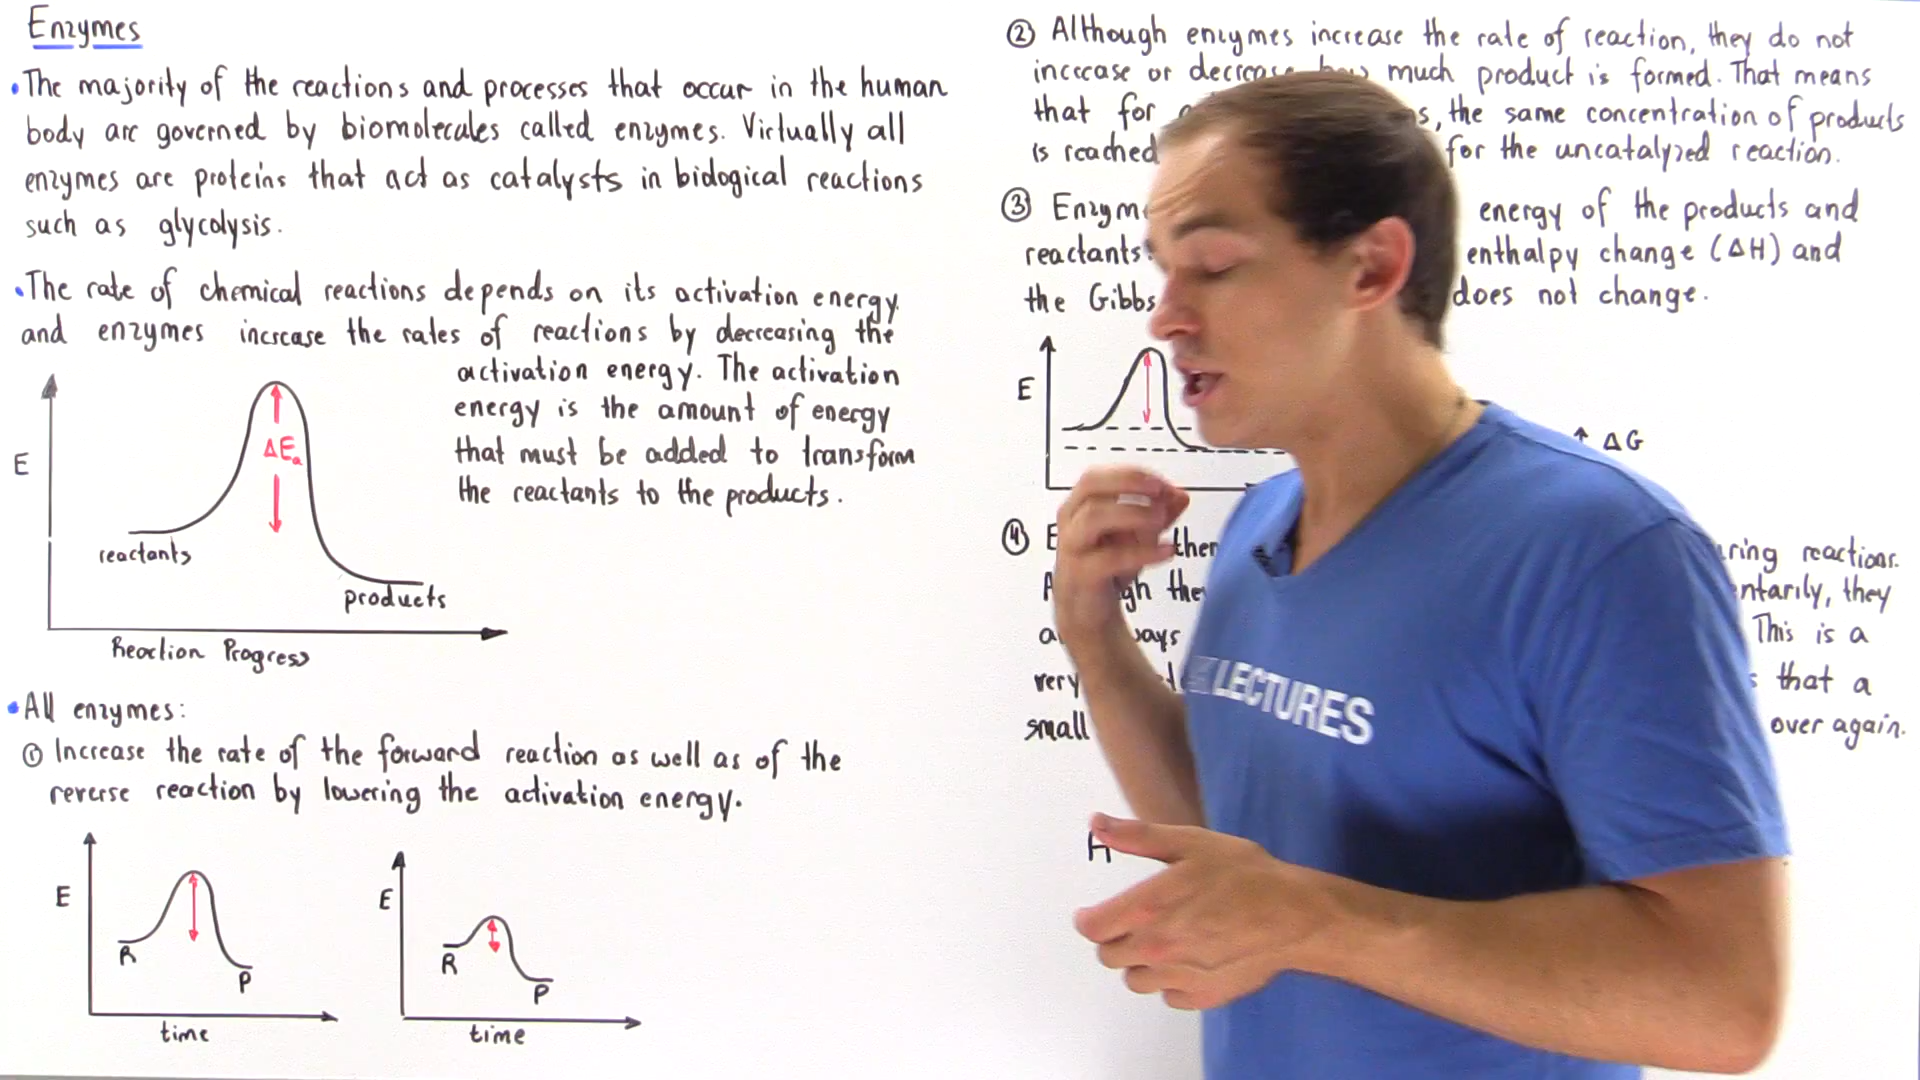 Enzymes
• The majority of the reactions and processes that occur in the human
body are governed by biomolecules called enzymes. Virtually all
enzymes are proteins that act as catalysts in biological reactions
such as glycolysis.
• The rate of chemical reactions depends on its activation energy
and enzymes increase the rates of reactions by decreasing the
activation energy. The activation
energy is the amount of energy
that must be added to transform
the reactants to the products.
E
ΔEa
reactants
products
Reaction Progress
• All enzymes:
① Increase the rate of the forward reaction as well as of the
reverse reaction by lowering the activation energy.
E
R
P
time
E
R
P
time
② Although enzymes increase the rate of reaction, they do not
increase or decrease how much product is formed. That means
that for the same concentration of products
is reached for the uncatalyzed reaction.
③ energy of the products and
reactants enthalpy change (ΔH) and
the Gibbs does not change.
E
ΔG
④ reactions.
they
This is a
very that a
small over again.
H
LECTURES